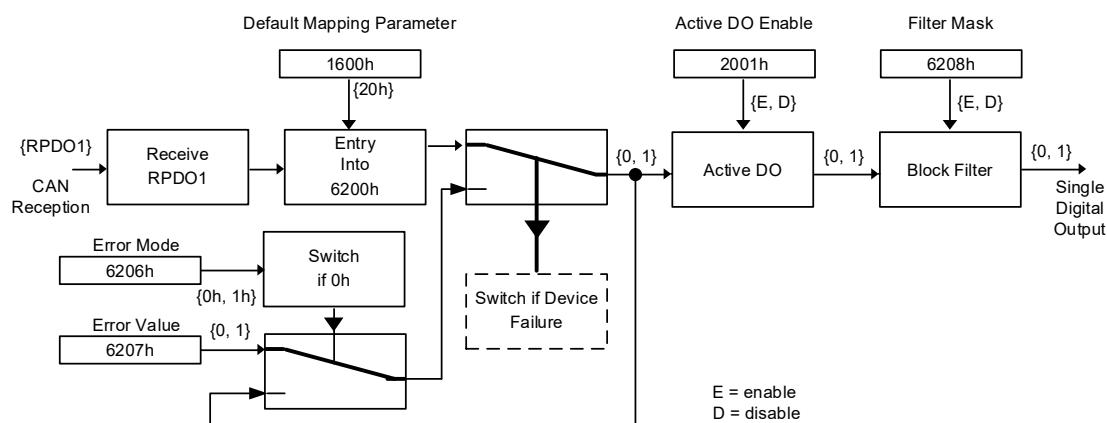 Default Mapping Parameter
Active DO Enable
Filter Mask
1600h
2001h
6208h
{20h}
{E, D}
{E, D}
{RPDO1}
CAN
Reception
Receive
RPDO1
Entry
Into
6200h
{0, 1}
Active DO
{0, 1}
Block Filter
{0, 1}
Single
Digital
Output
Error Mode
6206h
{0h, 1h}
Switch
if 0h
Switch if Device
Failure
Error Value
6207h
{0, 1}
E = enable
D = disable